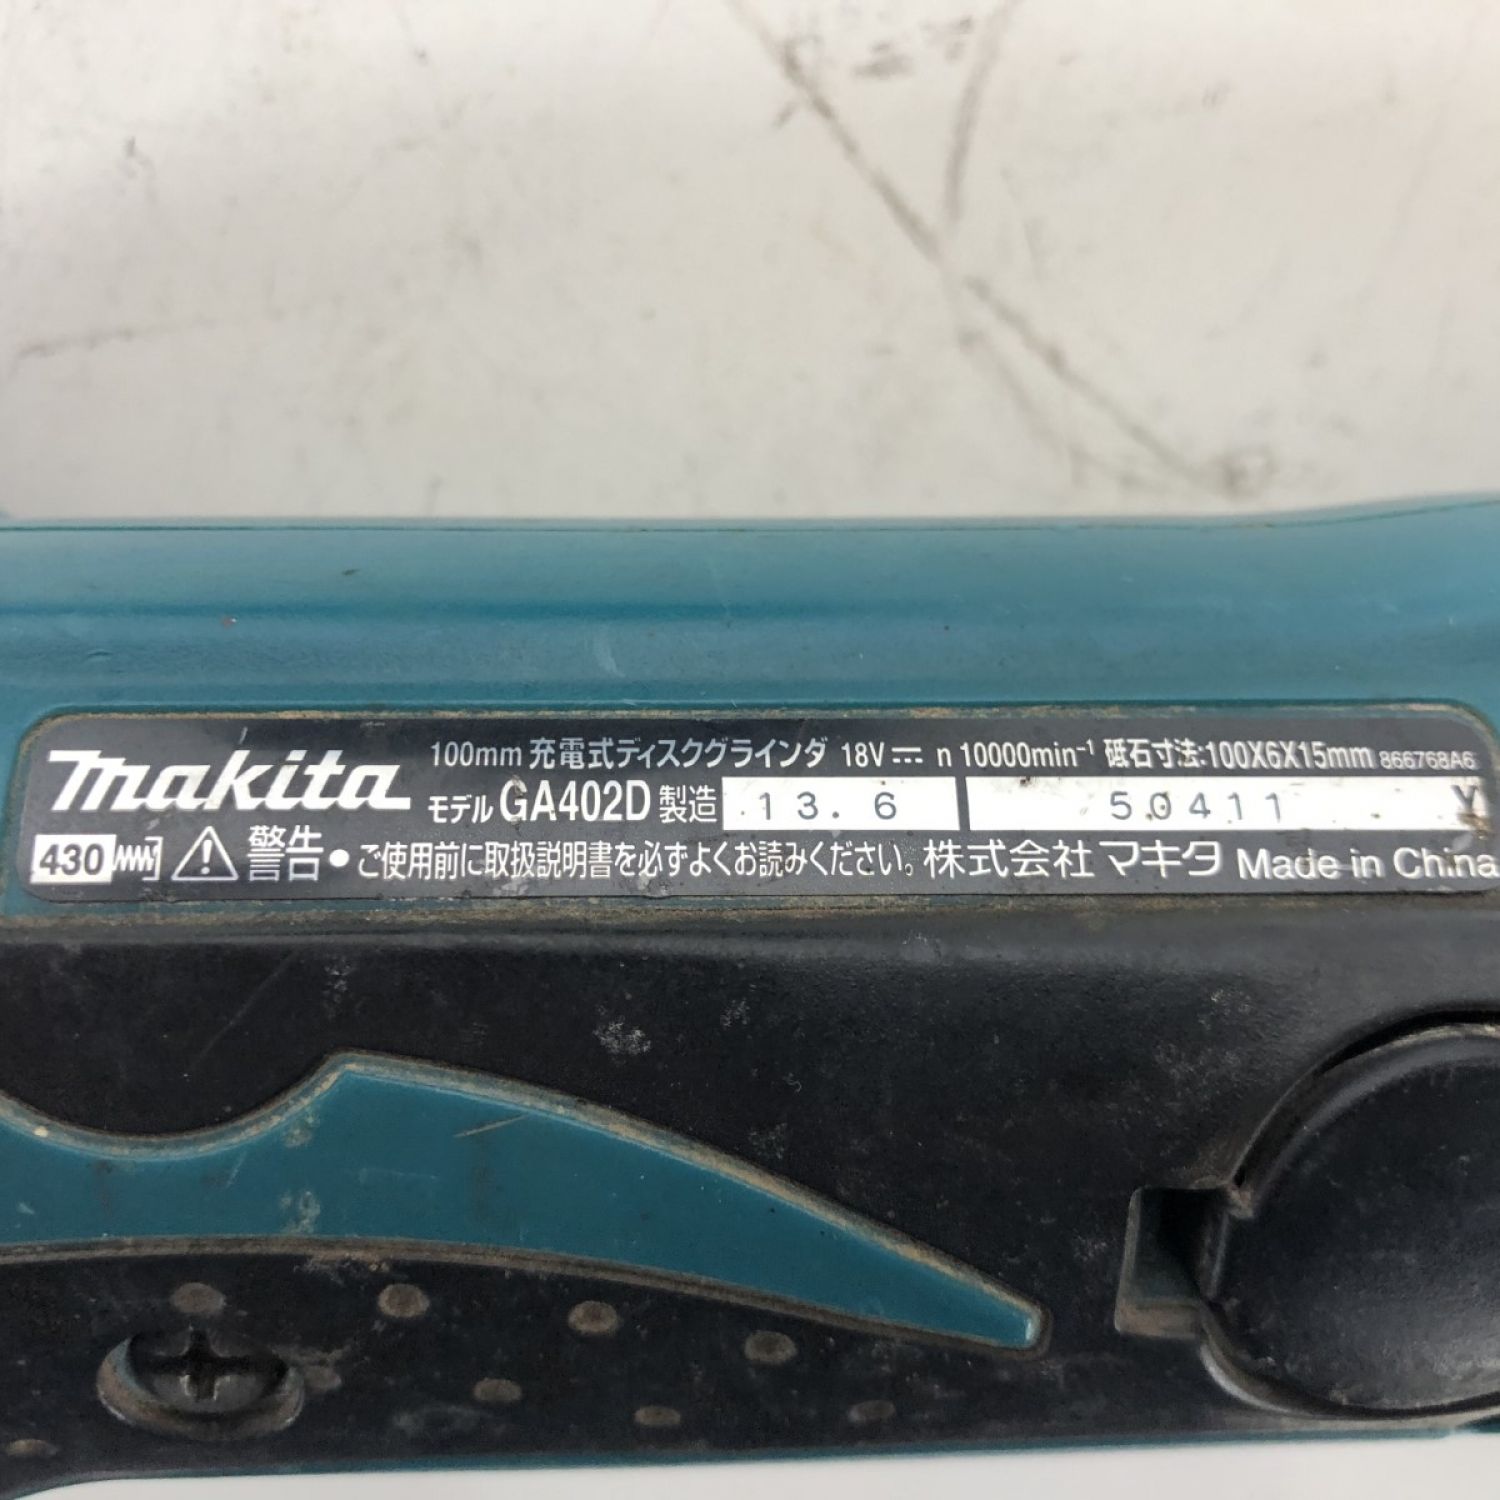 makita 100mm 充電式ディスクグラインダ 18V⎓ n 10000min⁻¹ 砥石寸法:100X6X15mm 866768A6
モデル GA402D 製造 13. 6 50411 Y
430 警告 ● ご使用前に取扱説明書を必ずよくお読みください。 株式会社 マキタ Made in China